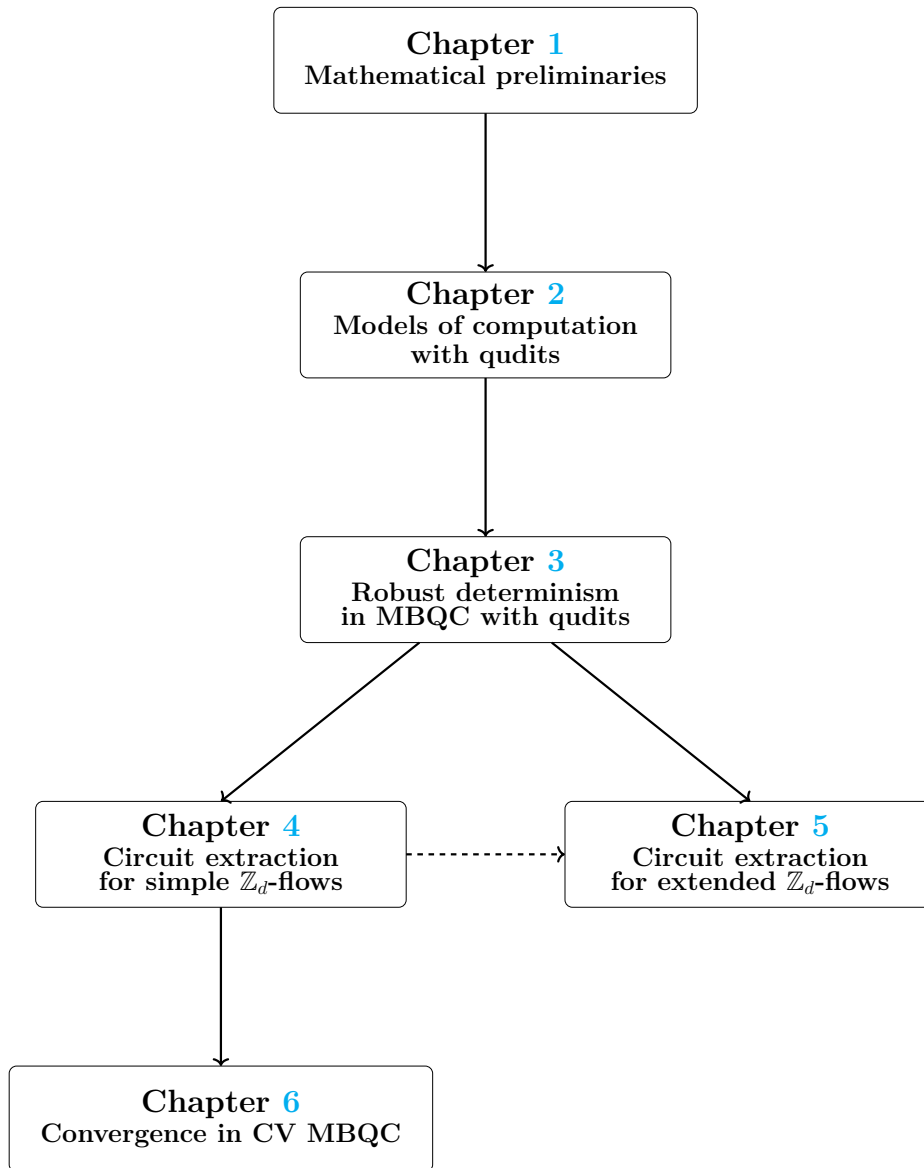 Chapter 1
Mathematical preliminaries
Chapter 2
Models of computation
with qudits
Chapter 3
Robust determinism
in MBQC with qudits
Chapter 4
Circuit extraction
for simple ℤ_d-flows
Chapter 5
Circuit extraction
for extended ℤ_d-flows
Chapter 6
Convergence in CV MBQC